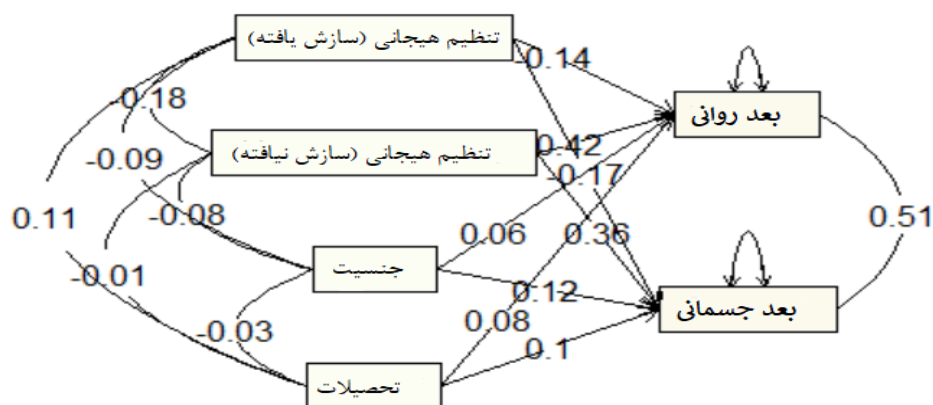 تنظیم هیجانی (سازش یافته)
-0.14
بعد روانی
-0.18
0.42
تنظیم هیجانی (سازش نیافته)
-0.09
-0.17
0.11
-0.08
0.06
0.36
0.51
جنسیت
-0.01
0.12
بعد جسمانی
-0.03
0.08
0.1
تحصیلات